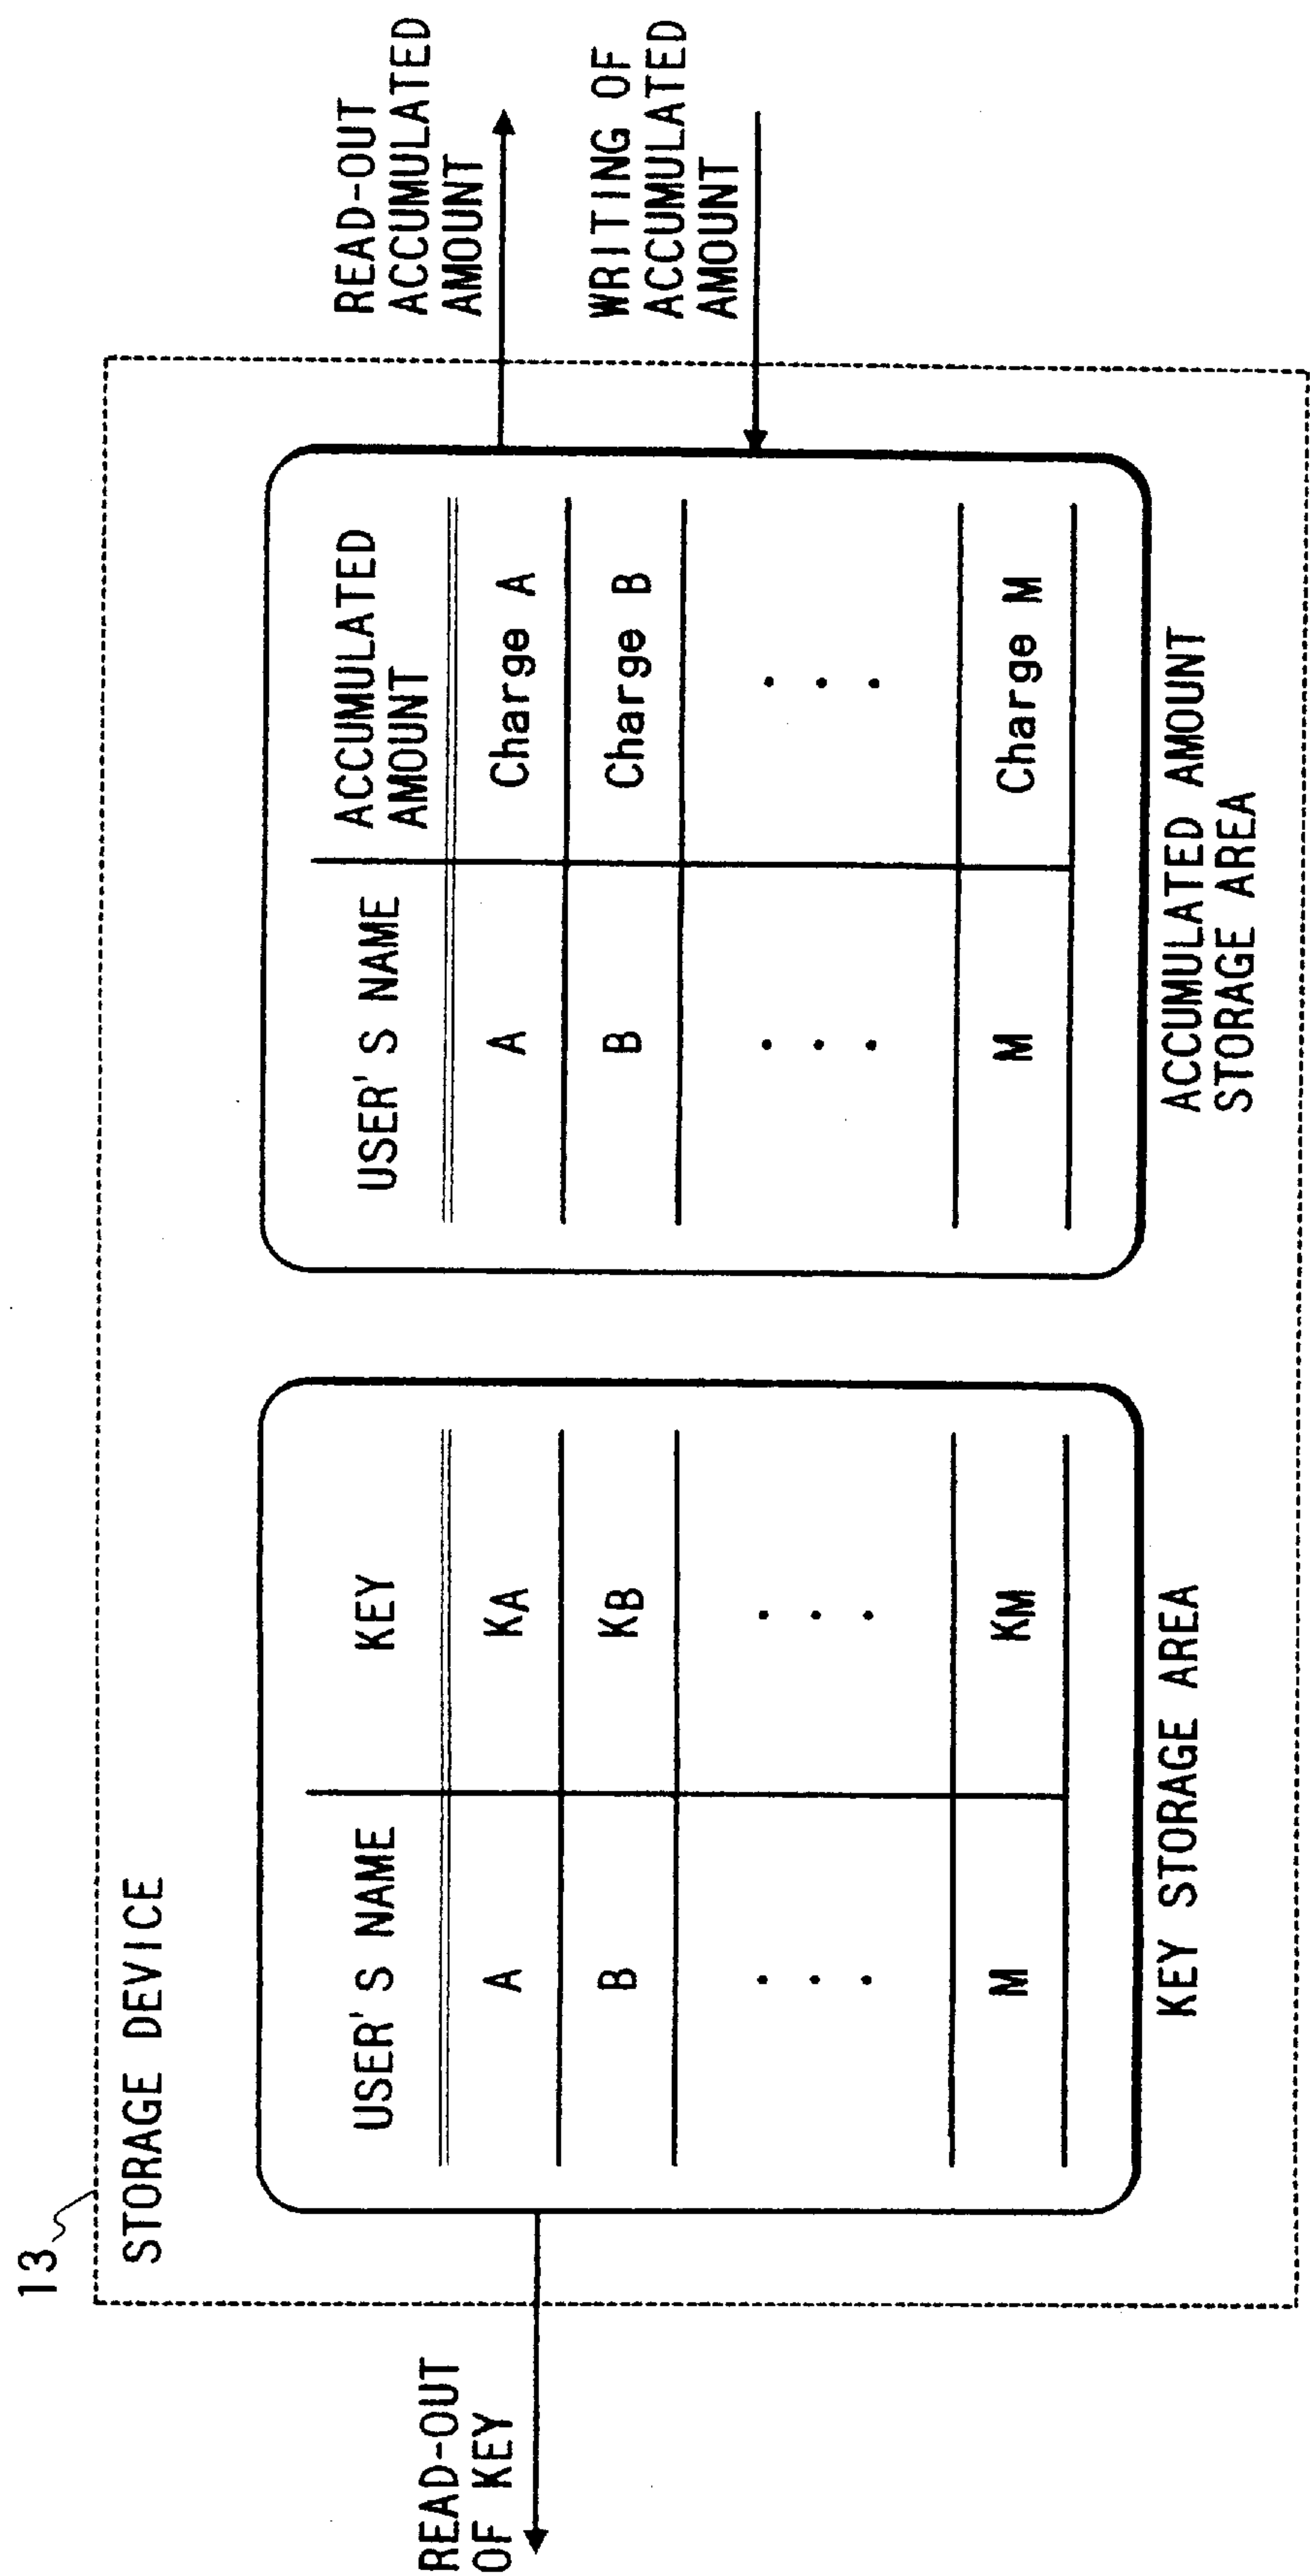 13
STORAGE DEVICE
READ-OUT
OF KEY
USER'S NAME KEY
A KA
B KB
. . . . . .
M KM
KEY STORAGE AREA
USER'S NAME ACCUMULATED
AMOUNT
A Charge A
B Charge B
. . . . . .
M Charge M
ACCUMULATED AMOUNT
STORAGE AREA
READ-OUT
ACCUMULATED
AMOUNT
WRITING OF
ACCUMULATED
AMOUNT